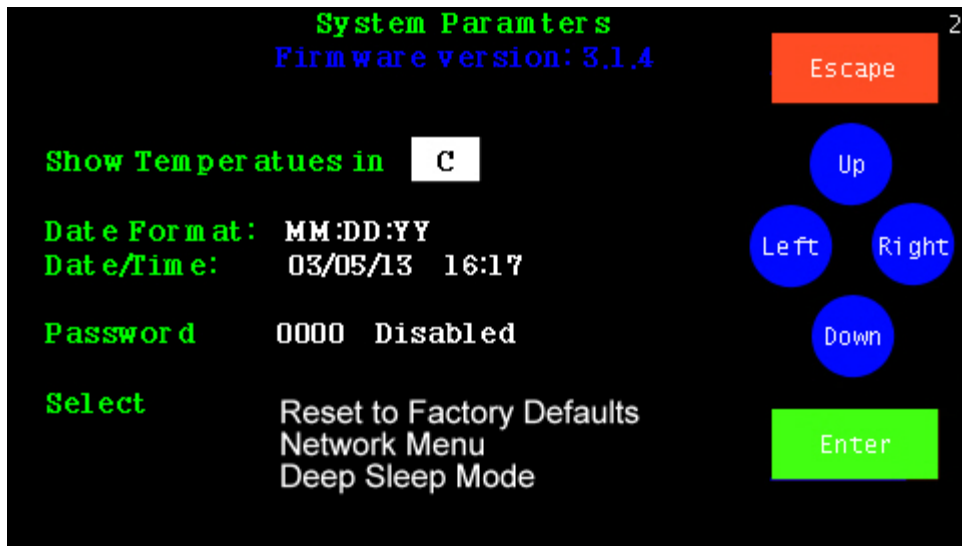 System Paramters
2
Firmware version: 3.1.4
Escape
Show Temperatues in C
Up
Date Format: MM:DD:YY
Left
Right
Date/Time: 03/05/13 16:17
Password 0000 Disabled
Down
Select
Reset to Factory Defaults
Network Menu
Deep Sleep Mode
Enter